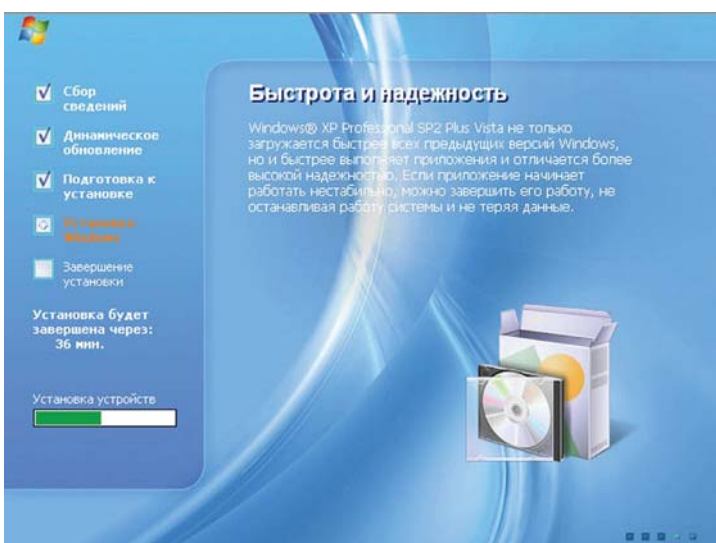 Сбор
сведений
Динамическое
обновление
Подготовка к
установке
Установка
Windows
Завершение
установки
Установка будет
завершена через:
36 мин.
Установка устройств
Быстрота и надежность
Windows® XP Professional SP2 Plus Vista не только
загружается быстрее всех предыдущих версий Windows,
но и быстрее выполняет приложения и отличается более
высокой надежностью. Если приложение начинает
работать нестабильно, можно завершить его работу, не
останавливая работу системы и не теряя данные.